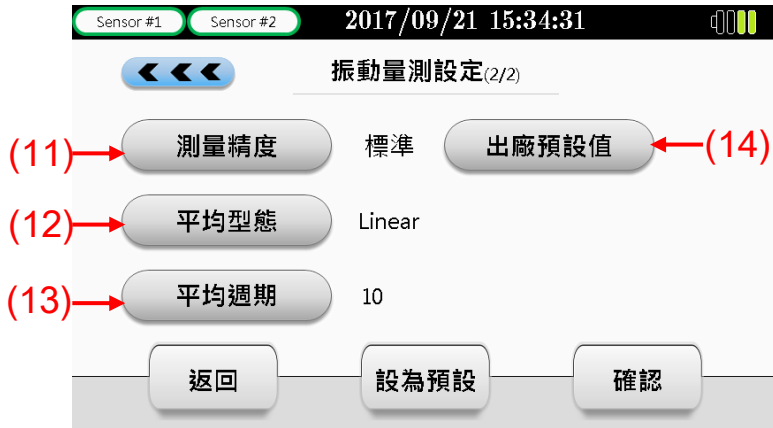 Sensor #1 Sensor #2 2017/09/21 15:34:31
振動量測設定(2/2)
(11) 測量精度 標準 出廠預設值 (14)
(12) 平均型態 Linear
(13) 平均週期 10
返回 設為預設 確認